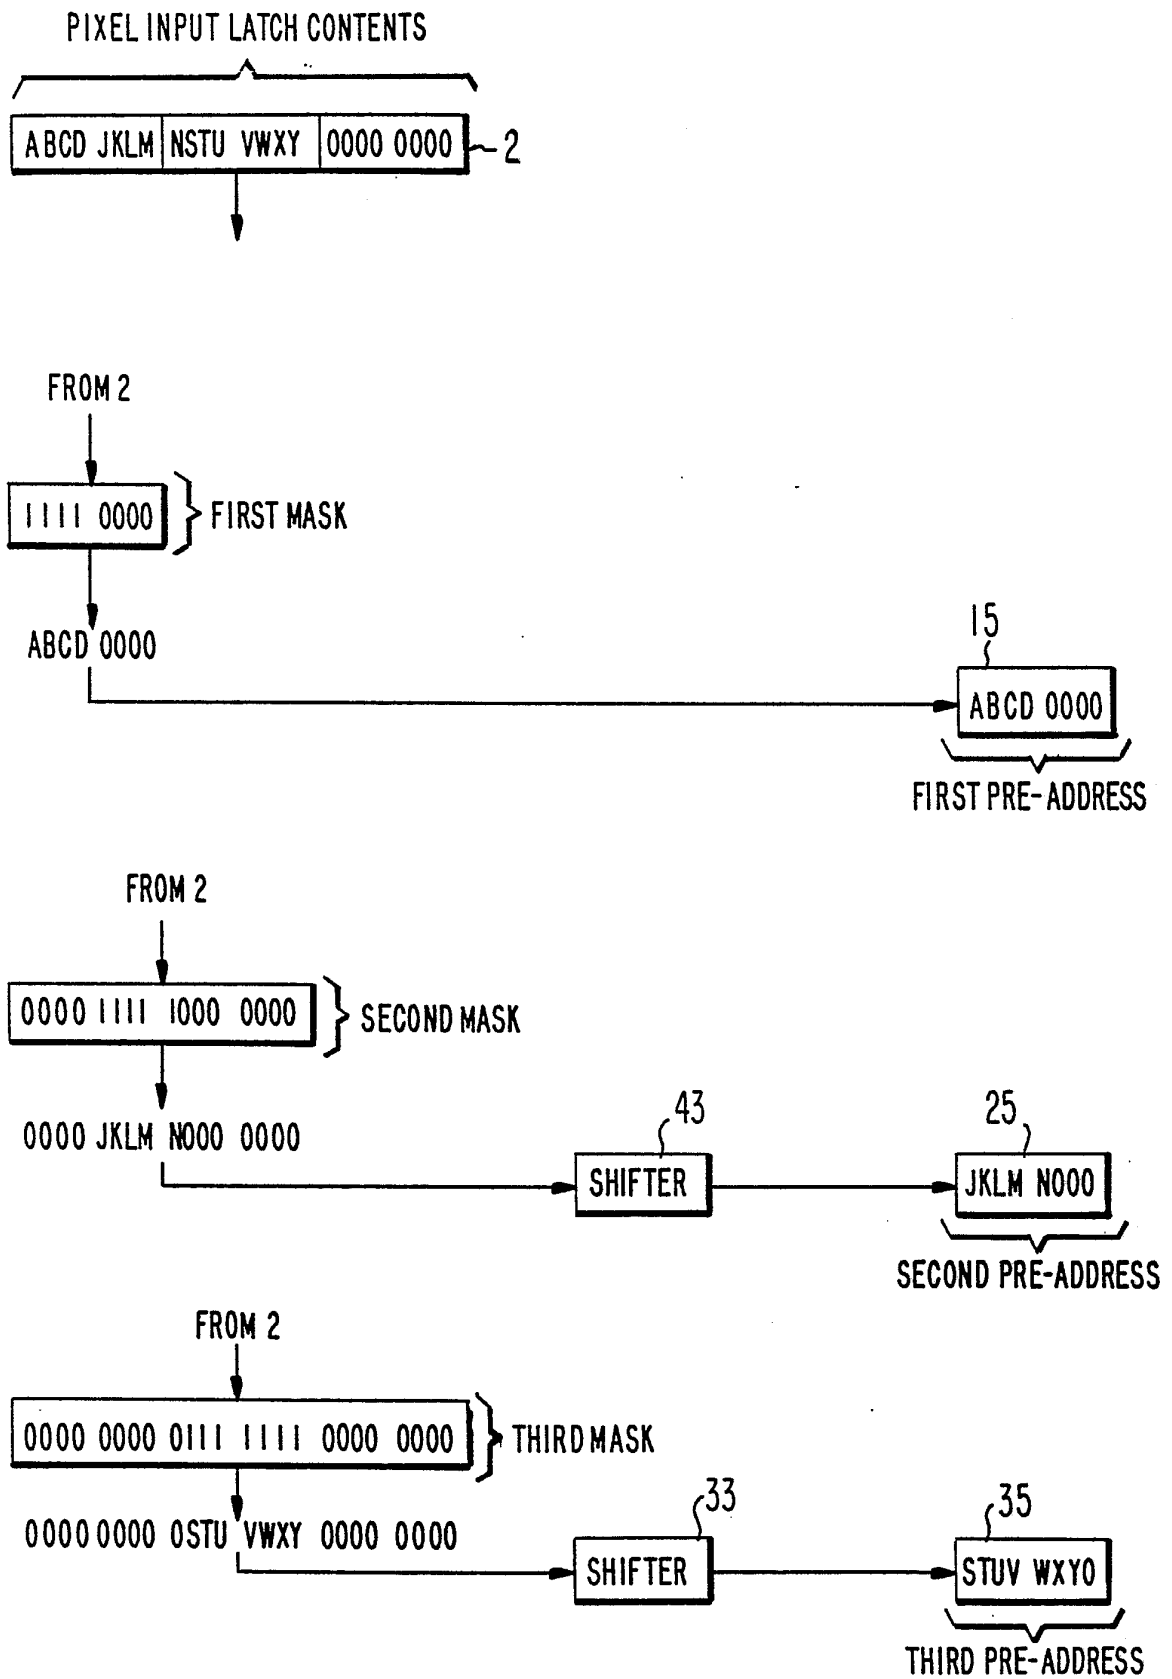 PIXEL INPUT LATCH CONTENTS
ABCD JKLM NSTU VWXY 0000 0000 2
FROM 2
1111 0000 FIRST MASK
ABCD 0000
15
ABCD 0000
FIRST PRE-ADDRESS
FROM 2
0000 1111 1000 0000 SECOND MASK
0000 JKLM N000 0000
43
SHIFTER
25
JKLM N000
SECOND PRE-ADDRESS
FROM 2
0000 0000 0111 1111 0000 0000 THIRD MASK
0000 0000 0STU VWXY 0000 0000
33
SHIFTER
35
STUV WXY0
THIRD PRE-ADDRESS